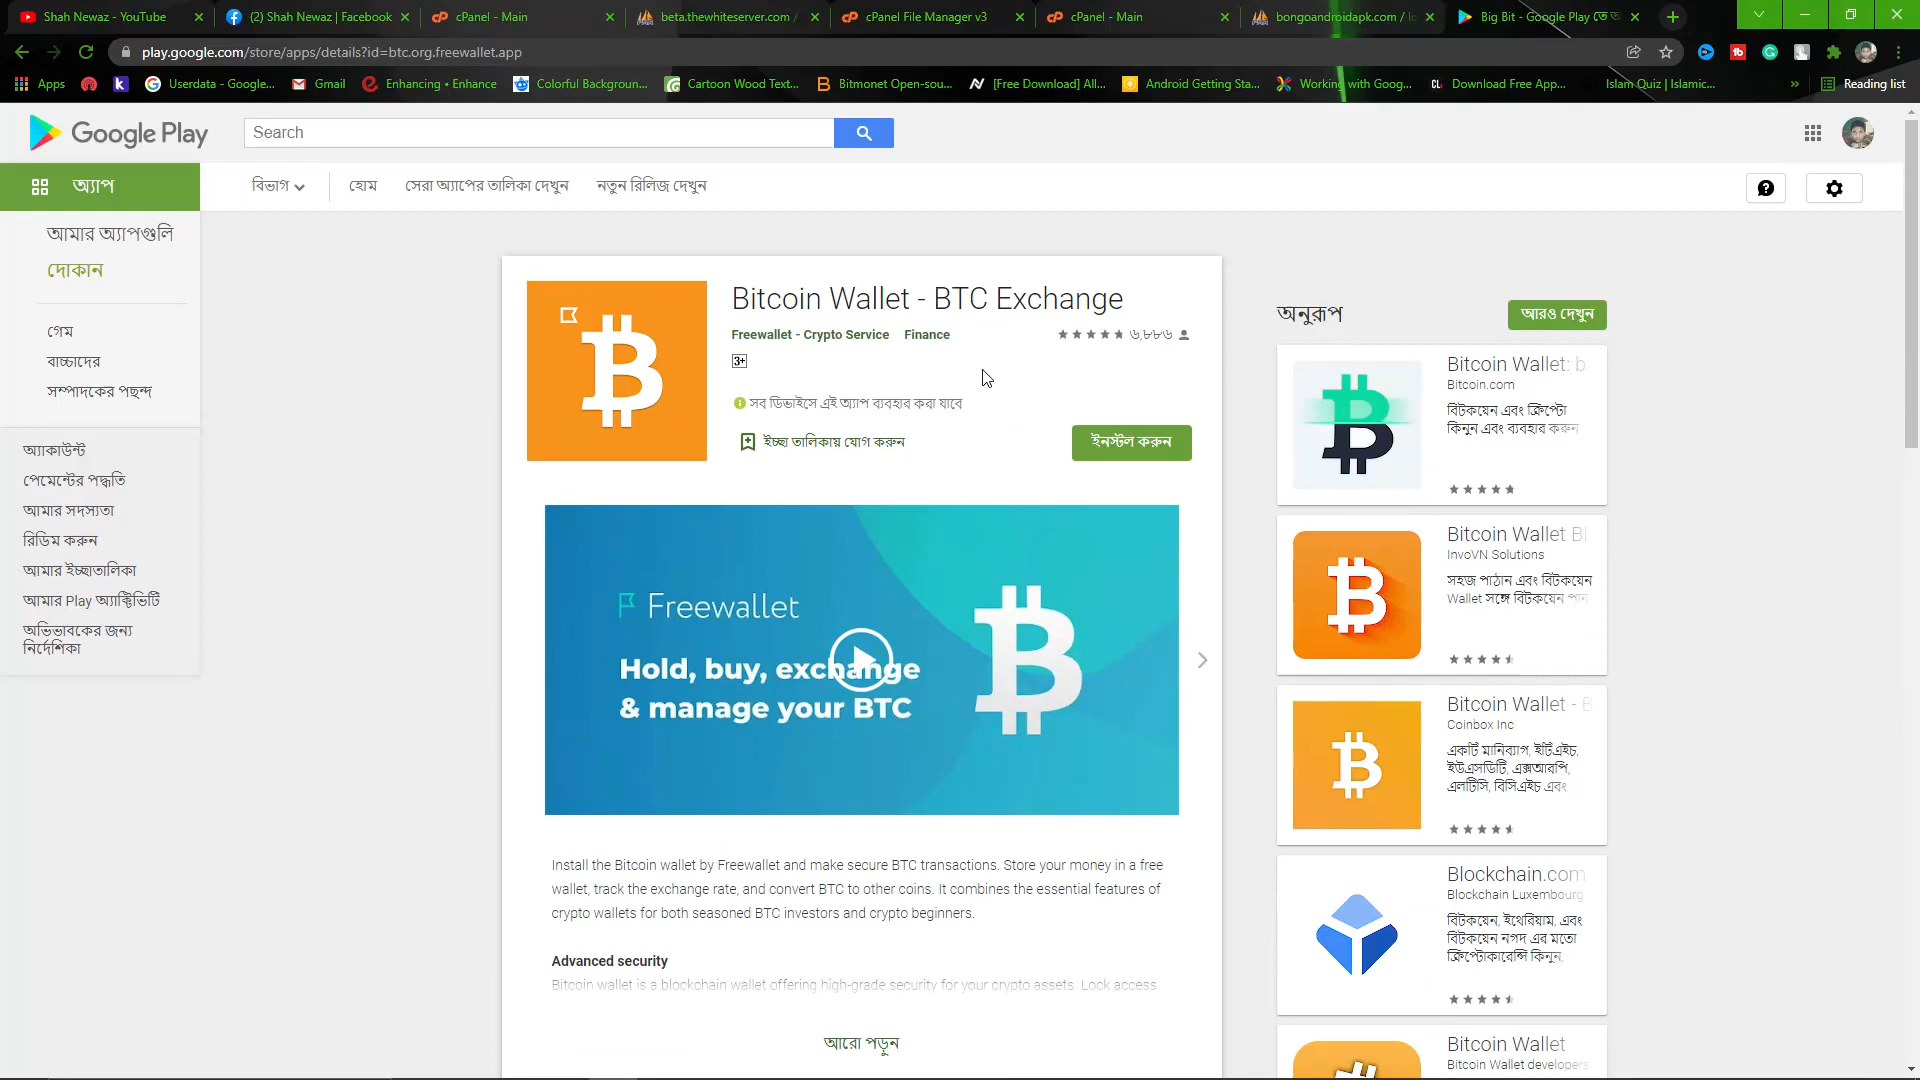 Shah Newaz - YouTube
(2) Shah Newaz | Facebook
cPanel - Main
beta.thewhiteserver.com /
cPanel File Manager v3
cPanel - Main
bongoandroidapk.com / lo
Big Bit - Google Play তে অ
play.google.com/store/apps/details?id=btc.org.freewallet.app
Apps
Userdata - Google...
Gmail
Enhancing • Enhance
Colorful Background...
Cartoon Wood Text...
Bitmonet Open-sou...
[Free Download] All...
Android Getting Sta...
Working with Goog...
Download Free App...
Islam Quiz | Islamic...
Reading list
Google Play
Search
অ্যাপ
বিভাগ
হোম
সেরা অ্যাপের তালিকা দেখুন
নতুন রিলিজ দেখুন
আমার অ্যাপগুলি
দোকান
গেম
বাচ্চাদের
সম্পাদকের পছন্দ
অ্যাকাউন্ট
পেমেন্টের পদ্ধতি
আমার সদস্যতা
রিডিম করুন
আমার ইচ্ছাতালিকা
আমার Play অ্যাক্টিভিটি
অভিভাবকের জন্য
নির্দেশিকা
Bitcoin Wallet - BTC Exchange
Freewallet - Crypto Service
Finance
৬,৮৮৬
3+
সব ডিভাইসে এই অ্যাপ ব্যবহার করা যাবে
ইচ্ছা তালিকায় যোগ করুন
ইনস্টল করুন
Freewallet
Hold, buy, exchange
& manage your BTC
Install the Bitcoin wallet by Freewallet and make secure BTC transactions. Store your money in a free
wallet, track the exchange rate, and convert BTC to other coins. It combines the essential features of
crypto wallets for both seasoned BTC investors and crypto beginners.
Advanced security
Bitcoin wallet is a blockchain wallet offering high-grade security for your crypto assets. Lock access
আরো পড়ুন
অনুরূপ
আরও দেখুন
Bitcoin Wallet: b
Bitcoin.com
বিটকয়েন এবং ক্রিপ্টো
কিনুন এবং ব্যবহার করুন
Bitcoin Wallet Bl
InvoVN Solutions
সহজ পাঠান এবং বিটকয়েন
Wallet সঙ্গে বিটকয়েন পান
Bitcoin Wallet - B
Coinbox Inc
একটি মানিব্যাগ, ইটিএইচ,
ইউএসডিটি, এক্সআরপি,
এলটিসি, বিসিএইচ এবং
Blockchain.com
Blockchain Luxembourg
বিটকয়েন, ইথেরিয়াম, এবং
বিটকয়েন নগদ এর মতো
ক্রিপ্টোকারেন্সি কিনুন,
Bitcoin Wallet
Bitcoin Wallet developers